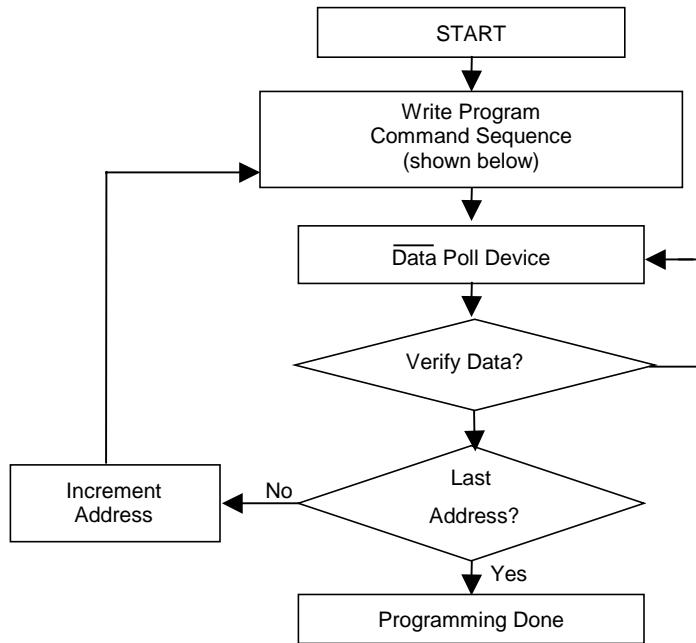 START
Write Program
Command Sequence
(shown below)
Data Poll Device
Verify Data?
Last
Address?
No
Increment
Address
Yes
Programming Done